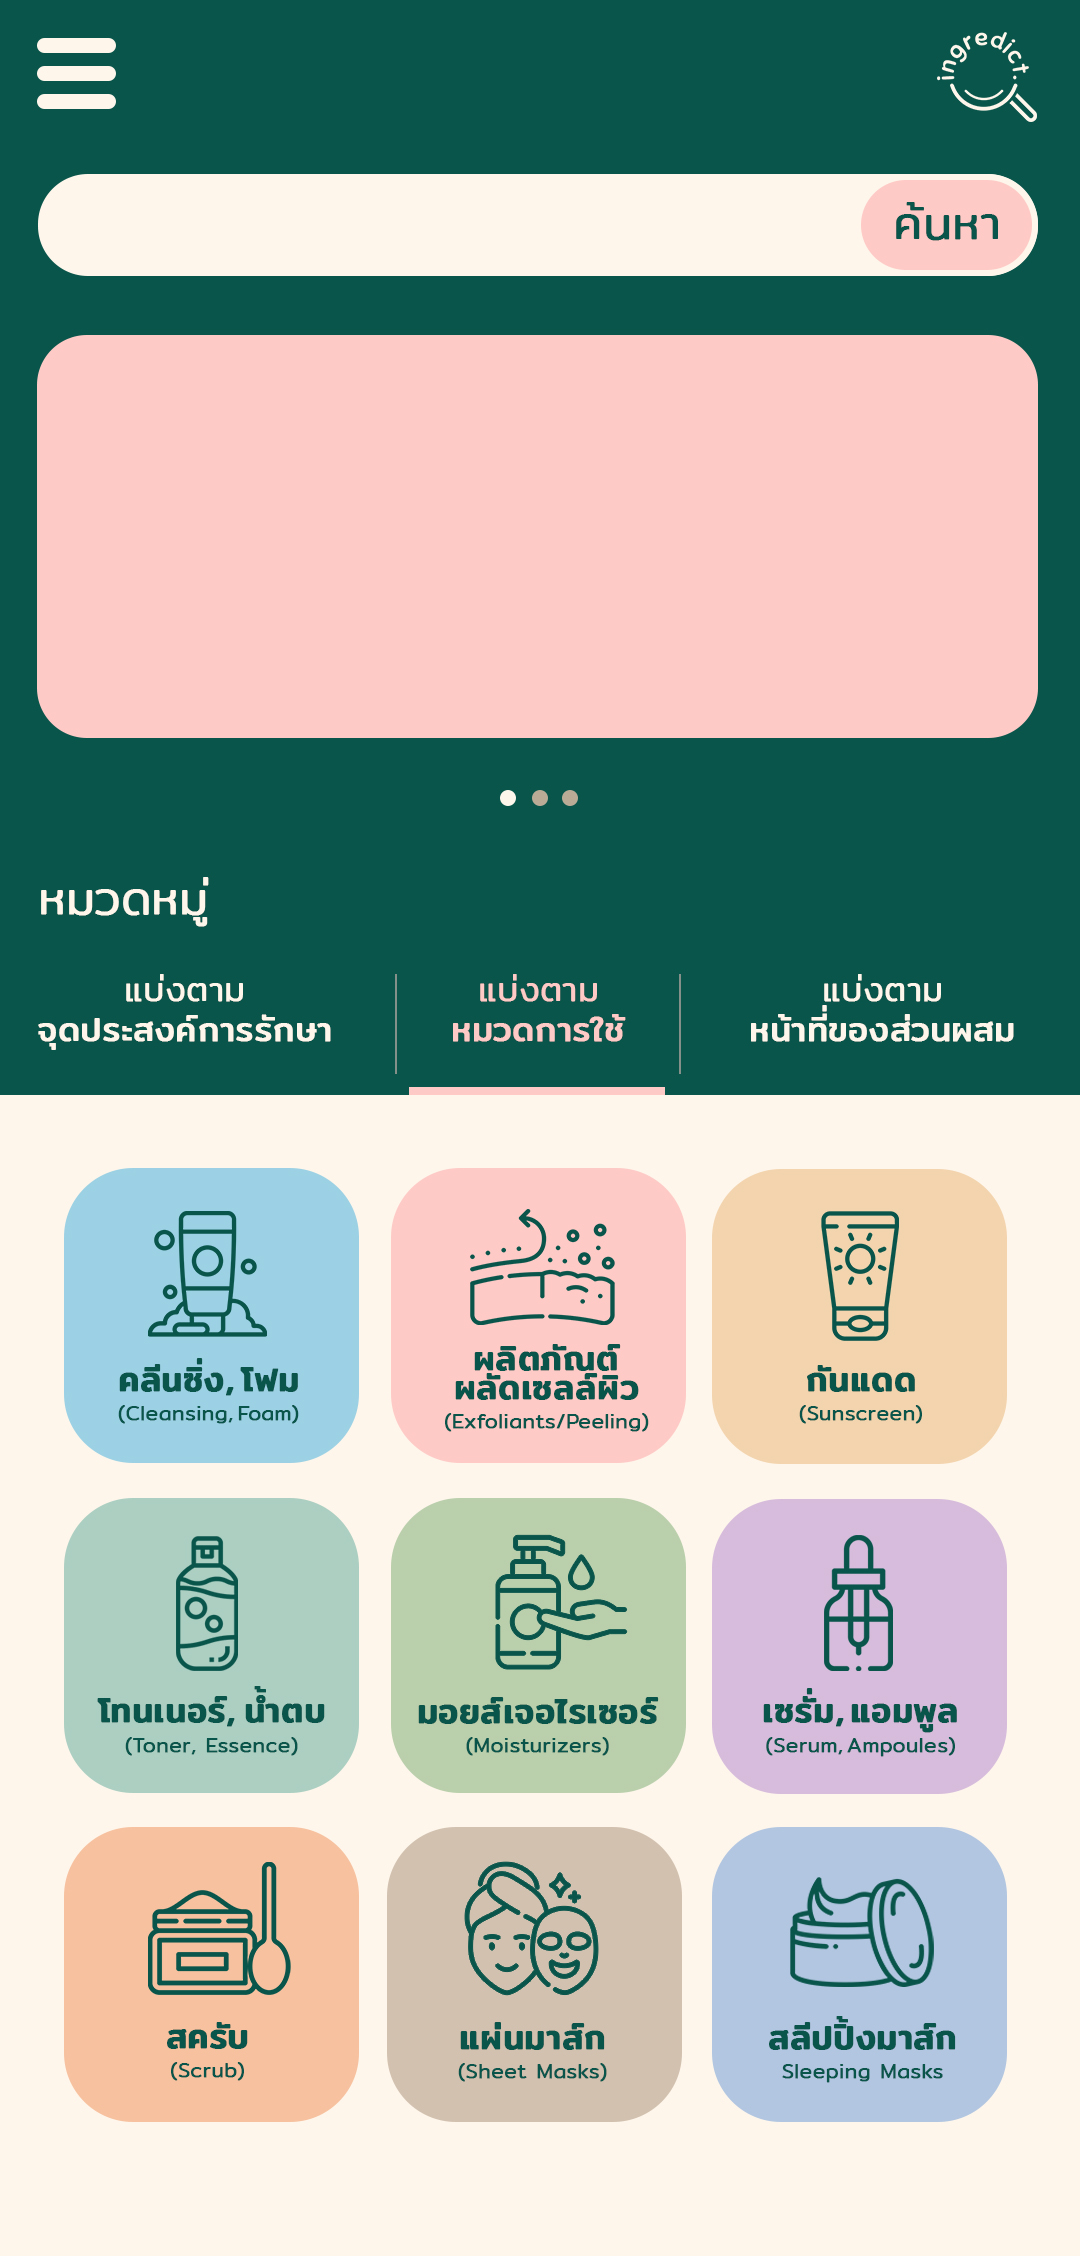 ingredict.
ค้นหา
หมวดหมู่
แบ่งตาม
จุดประสงค์การรักษา
แบ่งตาม
หมวดการใช้
แบ่งตาม
หน้าที่ของส่วนผสม
คลีนซิ่ง, โฟม
(Cleansing, Foam)
ผลิตภัณต์
ผลัดเซลล์ผิว
(Exfoliants/Peeling)
กันแดด
(Sunscreen)
โทนเนอร์, น้ำตบ
(Toner, Essence)
มอยส์เจอไรเซอร์
(Moisturizers)
เซรั่ม, แอมพูล
(Serum, Ampoules)
สครับ
(Scrub)
แผ่นมาส์ก
(Sheet Masks)
สลีปปิ้งมาส์ก
Sleeping Masks